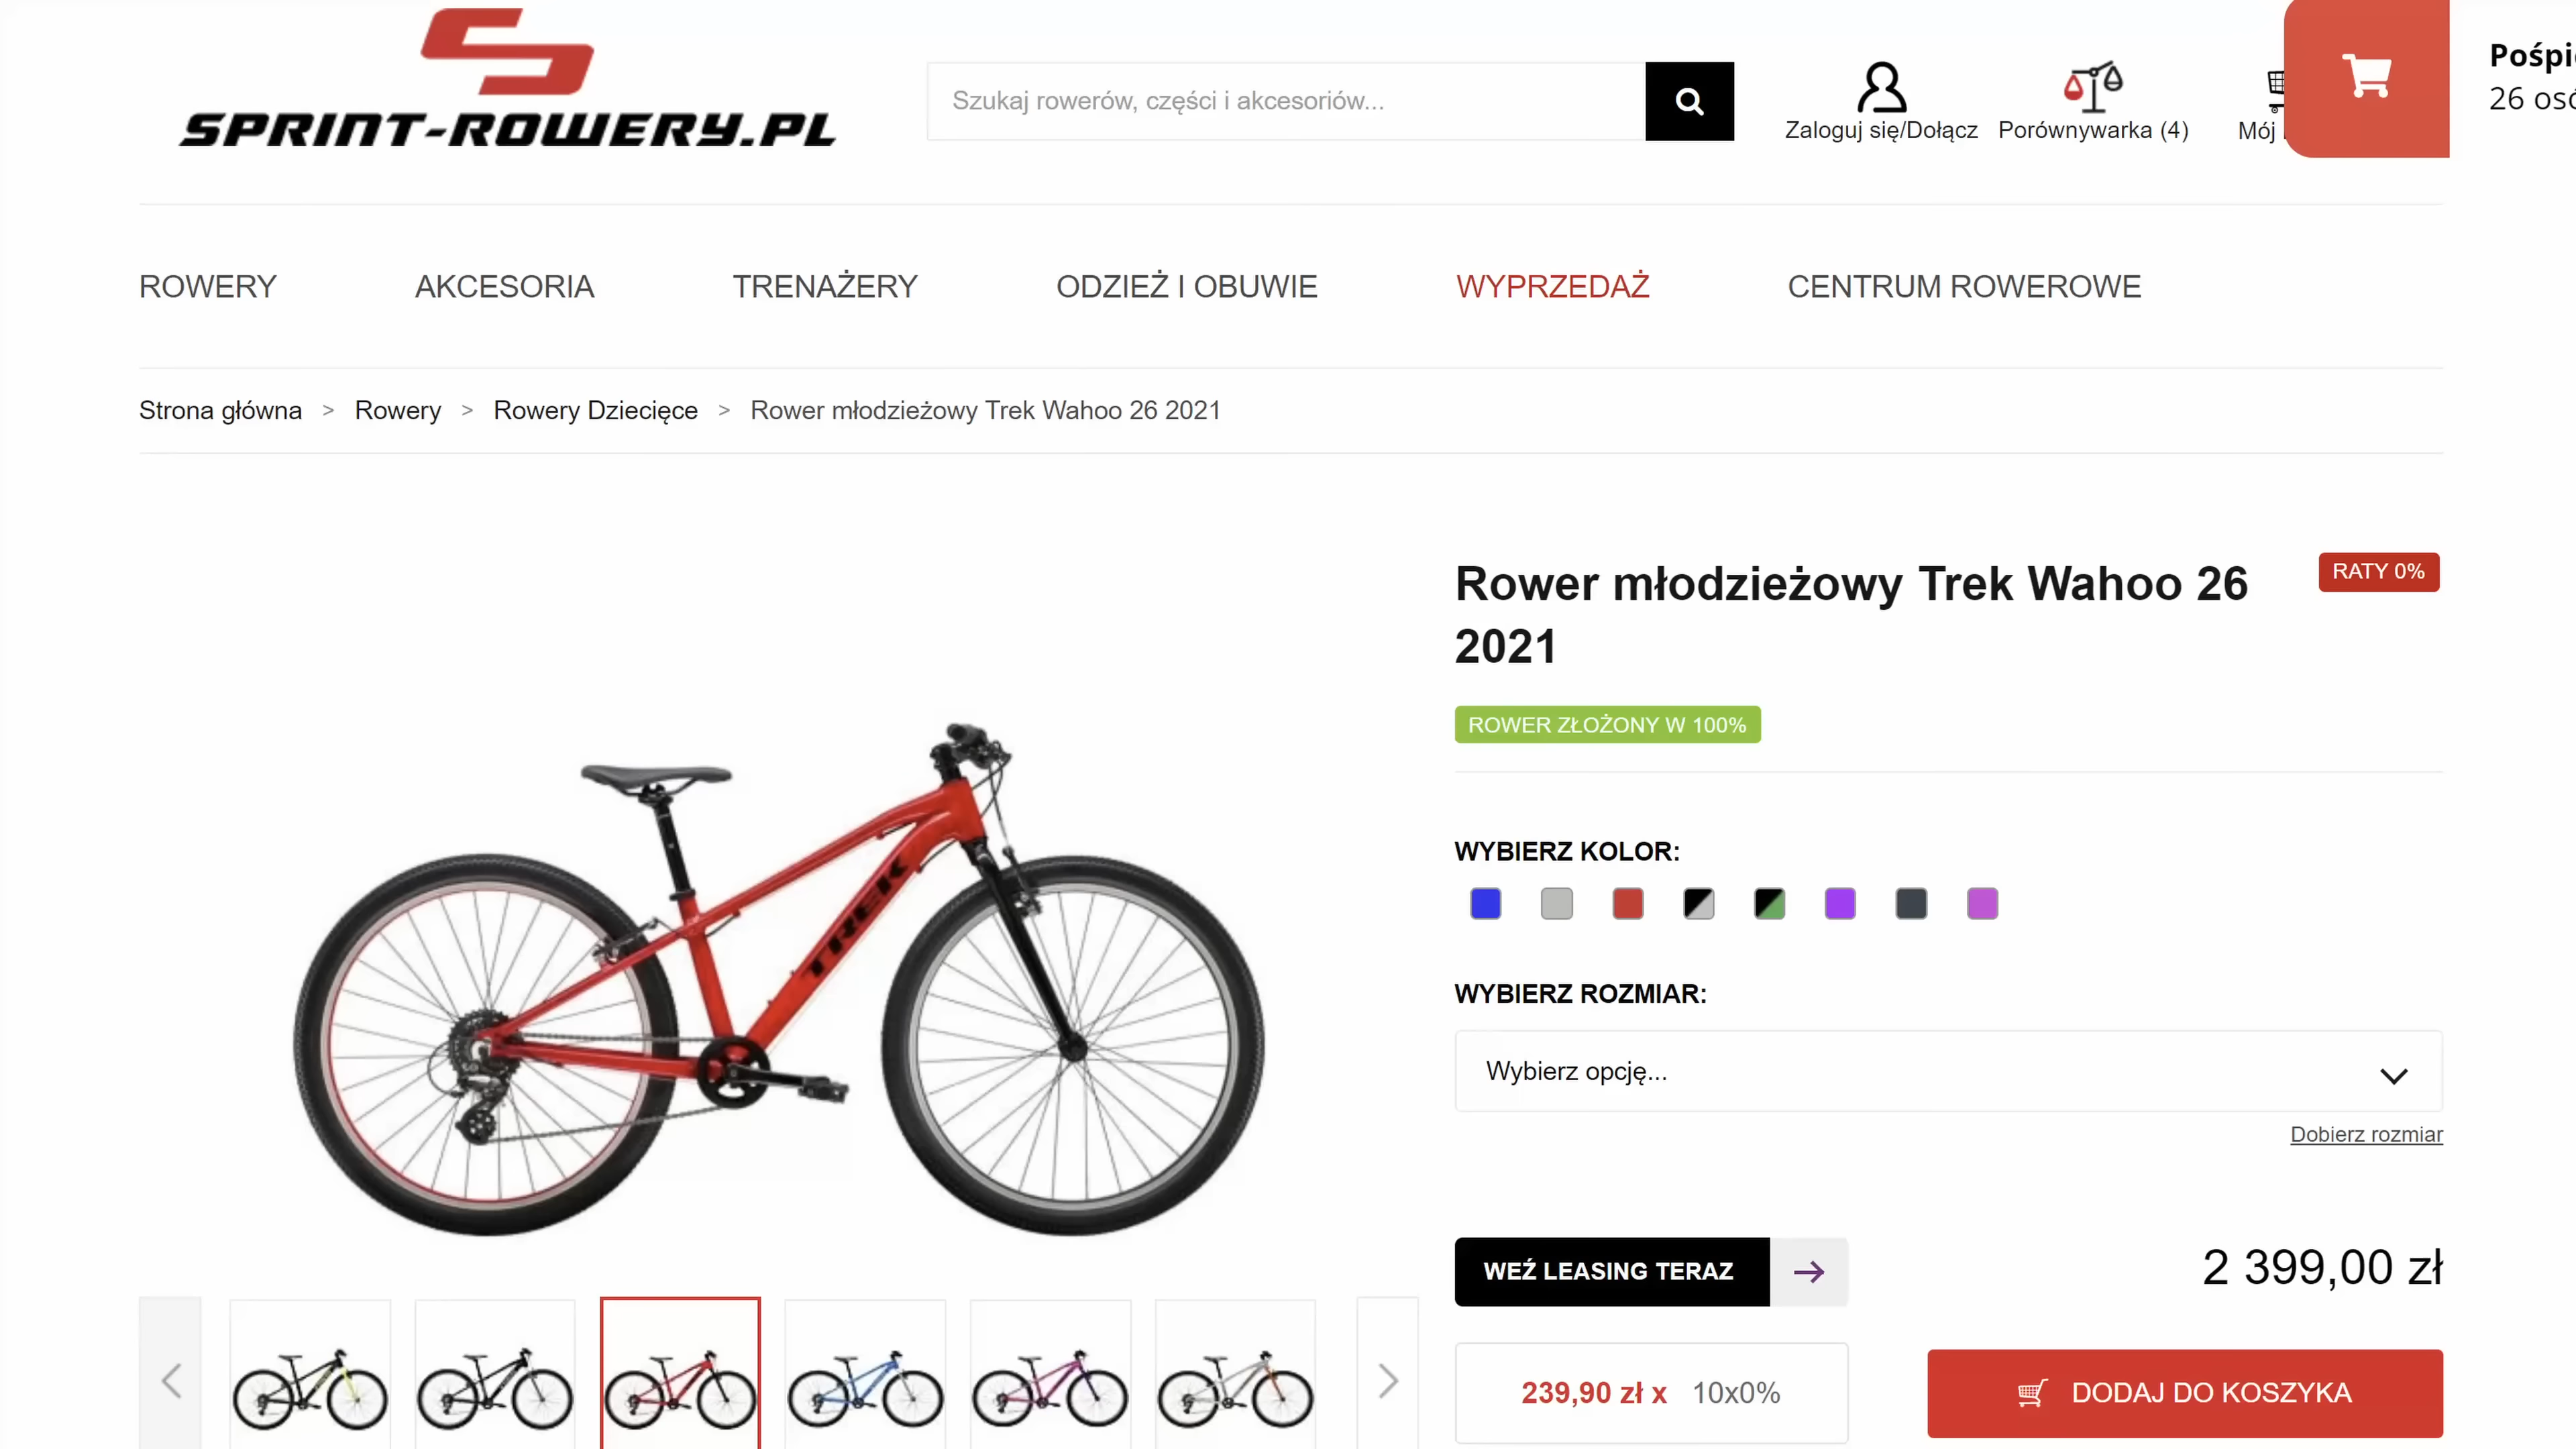 SPRINT-ROWERY.PL
Szukaj rowerów, części i akcesoriów...
Zaloguj się/Dołącz
Porównywarka (4)
Mój
26
ROWERY
AKCESORIA
TRENAŻERY
ODZIEŻ I OBUWIE
WYPRZEDAŻ
CENTRUM ROWEROWE
Strona główna > Rowery > Rowery Dziecięce > Rower młodzieżowy Trek Wahoo 26 2021
TREK
Rower młodzieżowy Trek Wahoo 26
2021
RATY 0%
ROWER ZŁOŻONY W 100%
WYBIERZ KOLOR:
WYBIERZ ROZMIAR:
Wybierz opcję...
Dobierz rozmiar
WEŹ LEASING TERAZ
2 399,00 zł
239,90 zł x 10x0%
DODAJ DO KOSZYKA